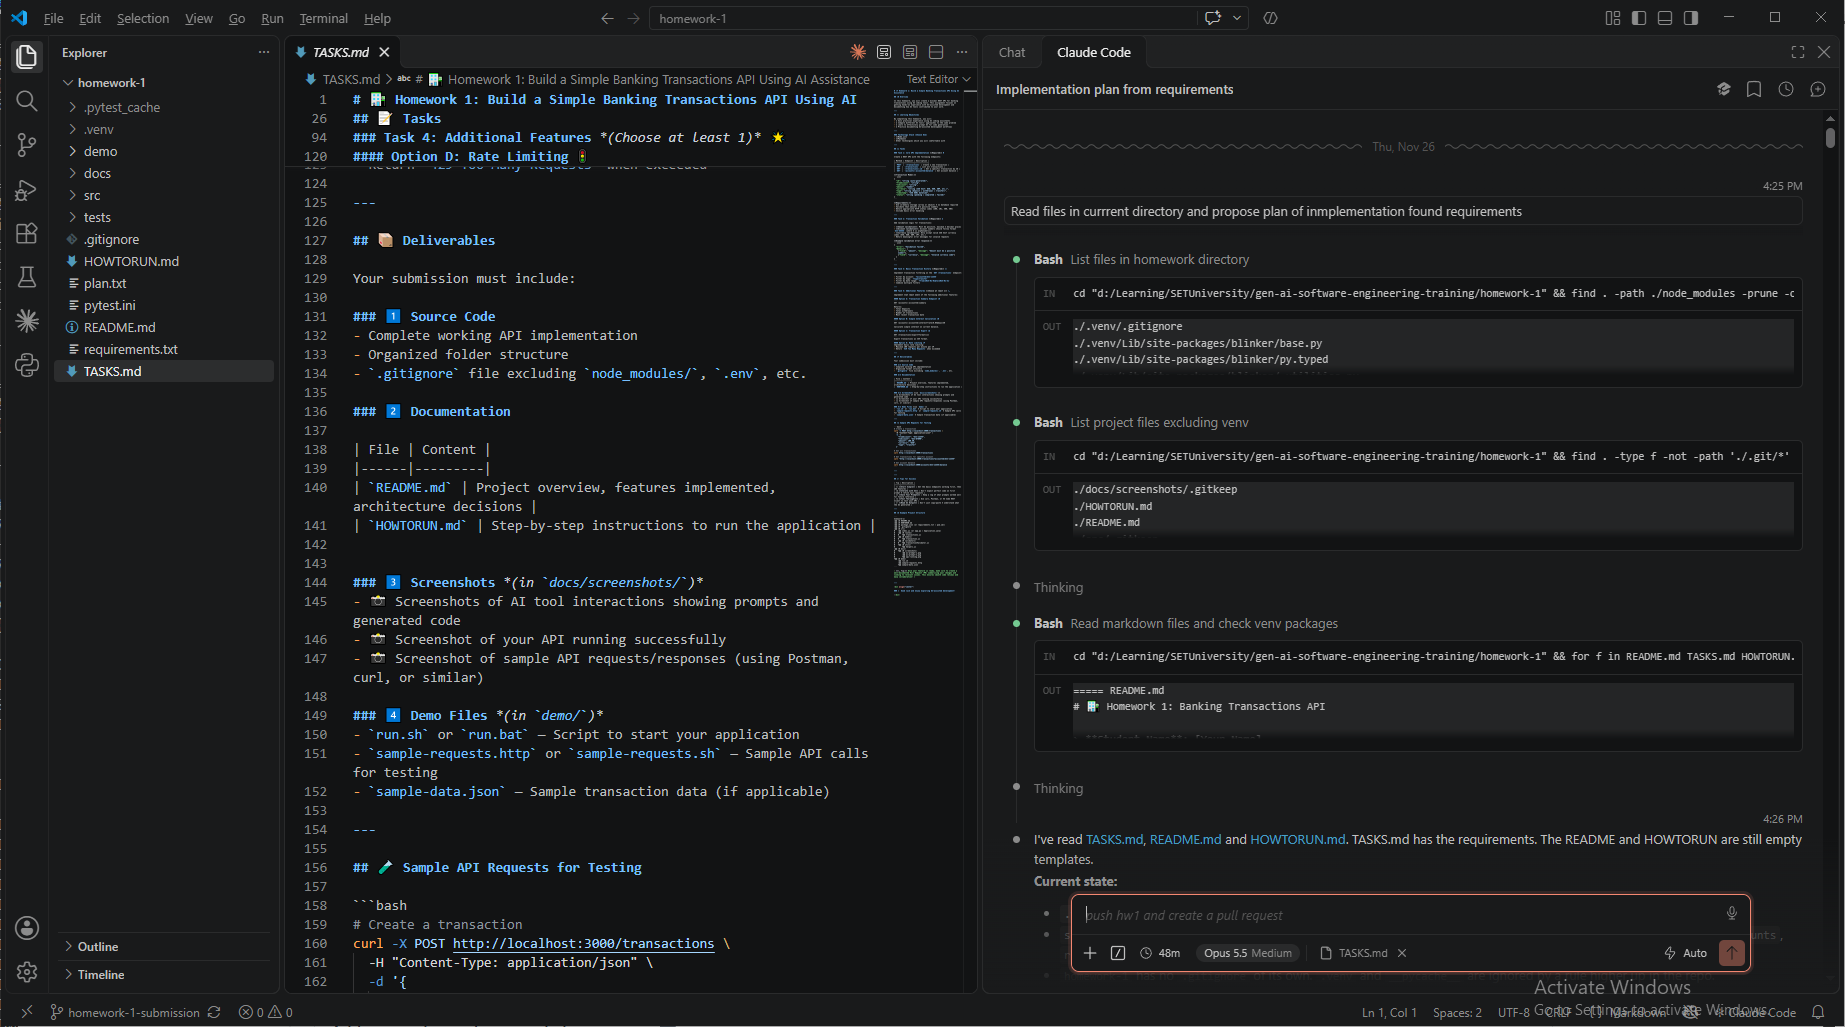 File Edit Selection View Go Run Terminal Help
homework-1
Explorer
homework-1
.pytest_cache
.venv
demo
docs
src
tests
.gitignore
HOWTORUN.md
plan.txt
pytest.ini
README.md
requirements.txt
TASKS.md
Outline
Timeline
TASKS.md
TASKS.md > abc # Homework 1: Build a Simple Banking Transactions API Using AI Assistance
Text Editor
1 # Homework 1: Build a Simple Banking Transactions API Using AI
26 ## 📝 Tasks
94 ### Task 4: Additional Features *(Choose at least 1)* ⭐
120 #### Option D: Rate Limiting 🚦
124
125 ---
126
127 ## 📦 Deliverables
128
129 Your submission must include:
130
131 ### 1️⃣ Source Code
132 - Complete working API implementation
133 - Organized folder structure
134 - `.gitignore` file excluding `node_modules/`, `.env`, etc.
135
136 ### 2️⃣ Documentation
137
138 | File | Content |
139 |------|---------|
140 | `README.md` | Project overview, features implemented,
architecture decisions |
141 | `HOWTORUN.md` | Step-by-step instructions to run the application |
142
143
144 ### 3️⃣ Screenshots *(in `docs/screenshots/`)*
145 - 📸 Screenshots of AI tool interactions showing prompts and
generated code
146 - 📸 Screenshot of your API running successfully
147 - 📸 Screenshot of sample API requests/responses (using Postman,
curl, or similar)
148
149 ### 4️⃣ Demo Files *(in `demo/`)*
150 - `run.sh` or `run.bat` — Script to start your application
151 - `sample-requests.http` or `sample-requests.sh` — Sample API calls
for testing
152 - `sample-data.json` — Sample transaction data (if applicable)
153
154 ---
155
156 ## 🧪 Sample API Requests for Testing
157
158 ```bash
159 # Create a transaction
160 curl -X POST http://localhost:3000/transactions \
161 -H "Content-Type: application/json" \
162 -d '{
Chat Claude Code
Implementation plan from requirements
Thu, Nov 26
4:25 PM
Read files in currrent directory and propose plan of inmplementation found requirements
Bash List files in homework directory
IN cd "d:/Learning/SETUniversity/gen-ai-software-engineering-training/homework-1" && find . -path ./node_modules -prune -o
OUT ./.venv/.gitignore
./.venv/Lib/site-packages/blinker/base.py
./.venv/Lib/site-packages/blinker/py.typed
Bash List project files excluding venv
IN cd "d:/Learning/SETUniversity/gen-ai-software-engineering-training/homework-1" && find . -type f -not -path './.git/*'
OUT ./docs/screenshots/.gitkeep
./HOWTORUN.md
./README.md
Thinking
Bash Read markdown files and check venv packages
IN cd "d:/Learning/SETUniversity/gen-ai-software-engineering-training/homework-1" && for f in README.md TASKS.md HOWTORUN.
OUT ===== README.md
# Homework 1: Banking Transactions API
Thinking
4:26 PM
I've read TASKS.md, README.md and HOWTORUN.md. TASKS.md has the requirements. The README and HOWTORUN are still empty
templates.
Current state:
push hw1 and create a pull request
48m Opus 5.5 Medium TASKS.md Auto
Activate Windows
Go to Settings to activate Windows.
homework-1-submission 0 0
Ln 1, Col 1 Spaces: 2 UTF-8 CRLF Markdown Claude Code